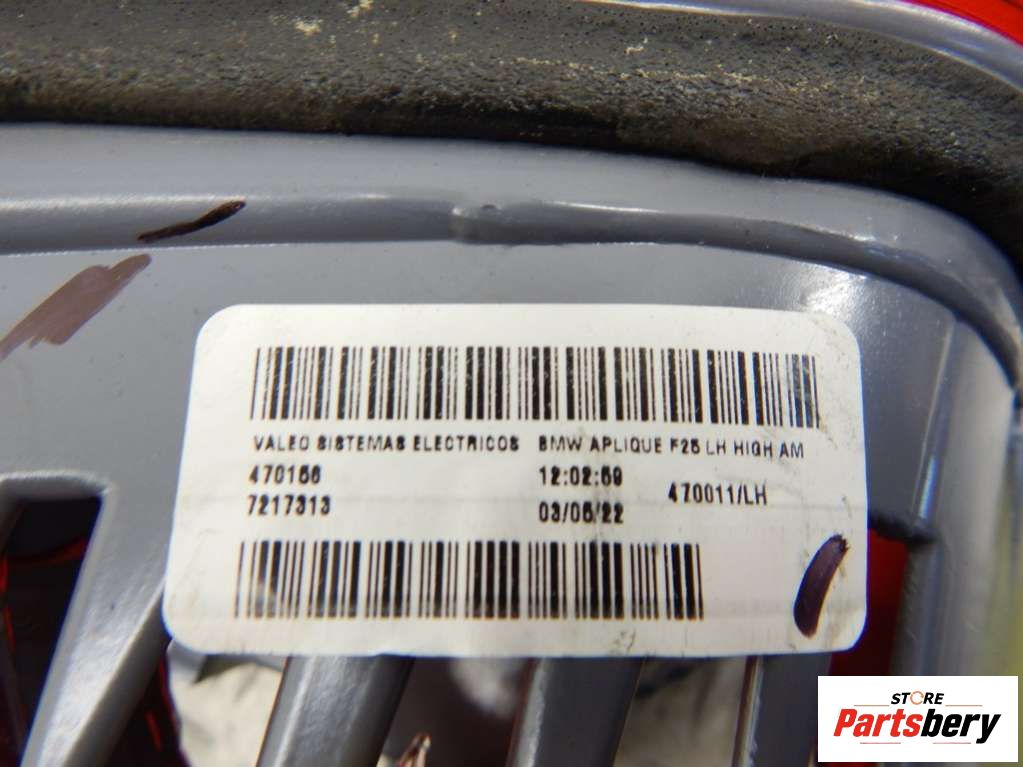 VALEO SISTEMAS ELECTRICOS BMW APLIQUE F25 LH HIGH AM
470156 12:02:59 470011/LH
7217313 03/05/22
STORE
Partsbery